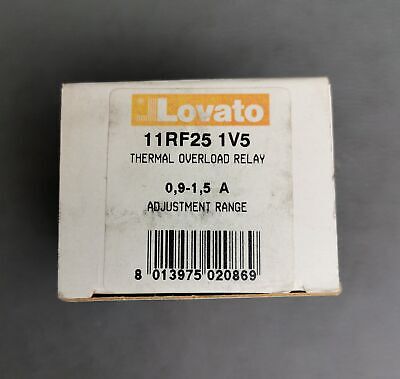 Lovato
11RF25 1V5
THERMAL OVERLOAD RELAY
0,9-1,5 A
ADJUSTMENT RANGE
8 013975 020869